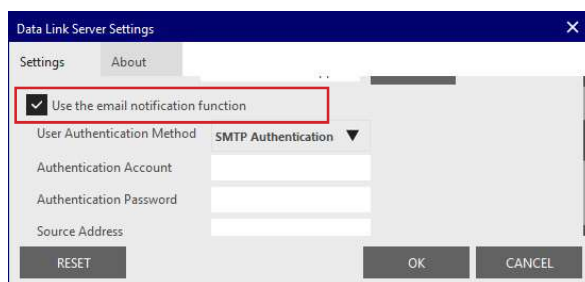 Data Link Server Settings
Settings About
Use the email notification function
User Authentication Method SMTP Authentication
Authentication Account
Authentication Password
Source Address
RESET OK CANCEL